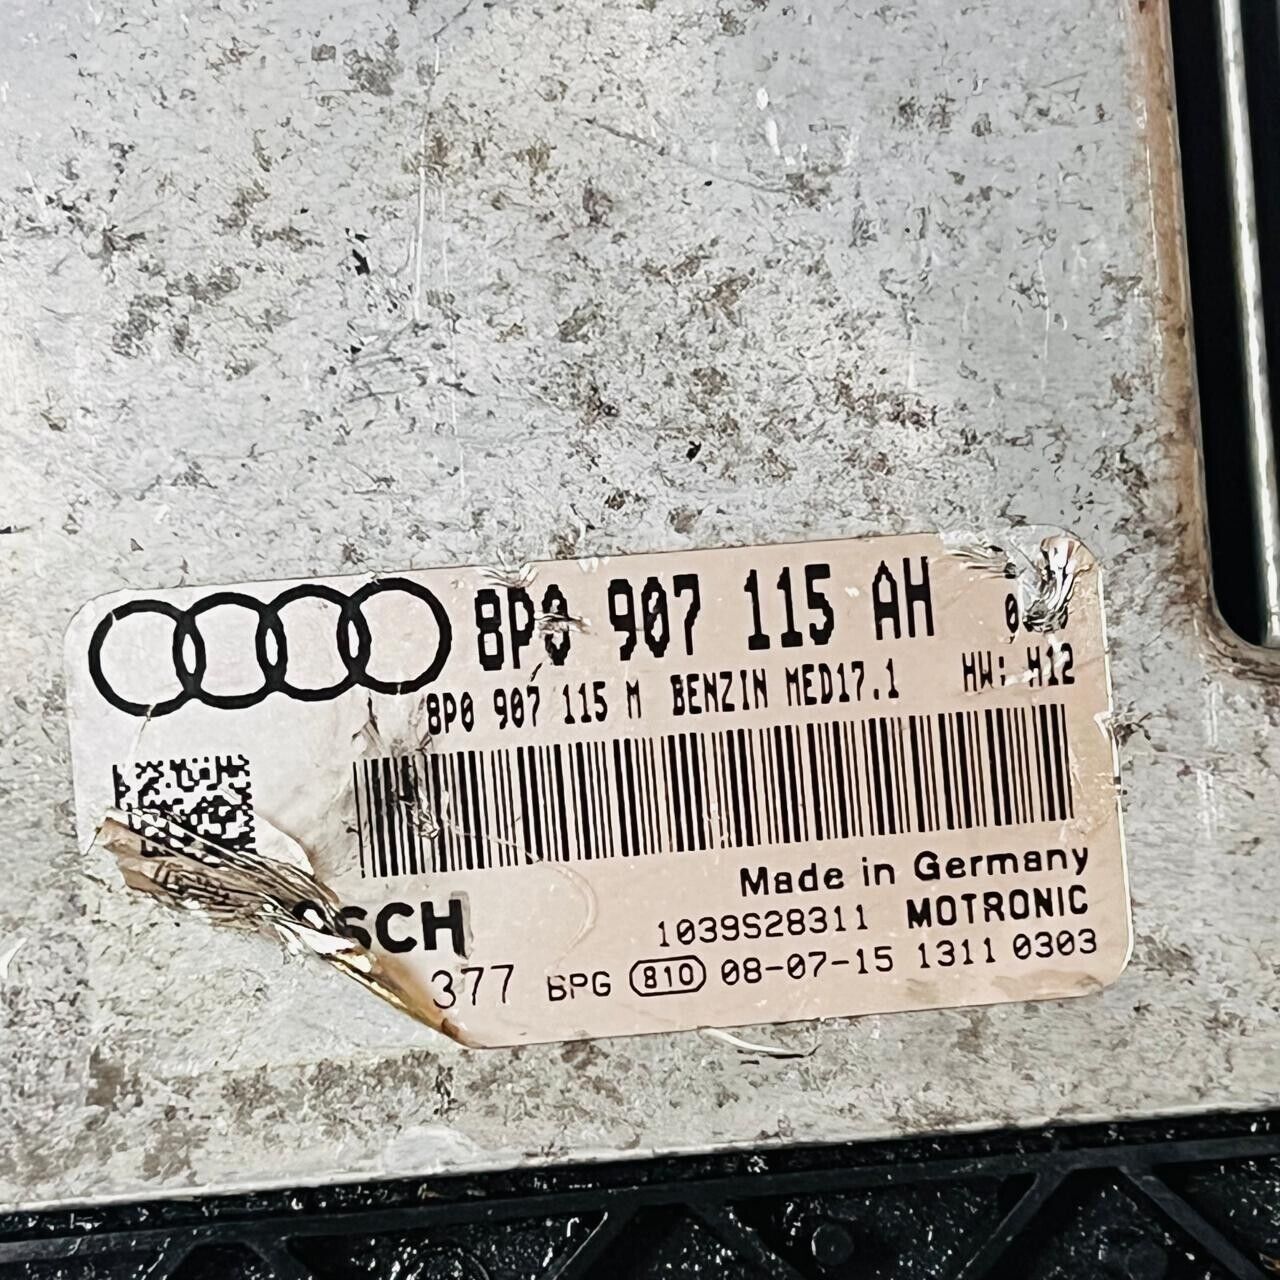 8P0 907 115 AH
8P0 907 115 M BENZIN MED17.1 HW: H12
Made in Germany
1039S28311 MOTRONIC
377 BPG 810 08-07-15 1311 0303